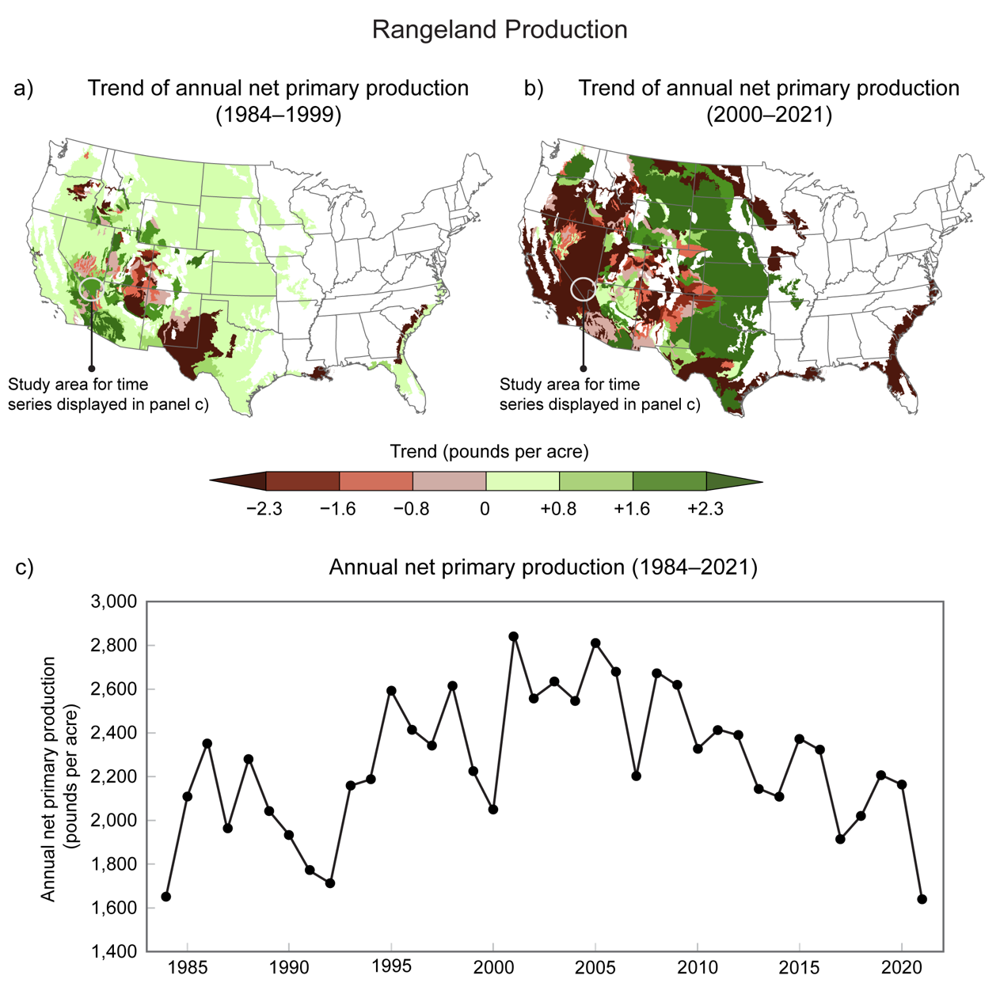 Rangeland Production
a)
Trend of annual net primary production
(1984–1999)
b)
Trend of annual net primary production
(2000–2021)
Study area for time
series displayed in panel c)
Study area for time
series displayed in panel c)
Trend (pounds per acre)
−2.3
−1.6
−0.8
0
+0.8
+1.6
+2.3
c)
Annual net primary production (1984–2021)
Annual net primary production
(pounds per acre)
3,000
2,800
2,600
2,400
2,200
2,000
1,800
1,600
1,400
1985
1990
1995
2000
2005
2010
2015
2020